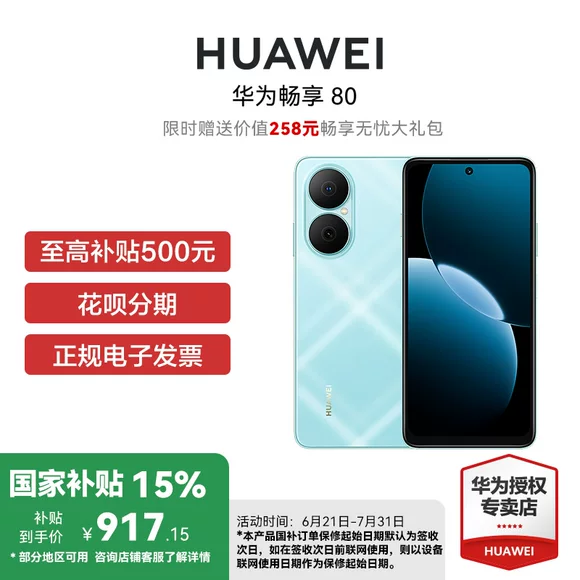 HUAWEI
华为畅享 80
限时赠送价值258元畅享无忧大礼包
至高补贴500元
花呗分期
正规电子发票
HUAWEI
国家补贴 15%
补贴
到手价 ¥917.15
*部分地区可用 咨询店铺客服了解详情
活动时间：6月21日-7月31日
*本产品国补订单保修起始日期默认为签收
次日，如在签收次日前联网使用，则以设备
联网使用日期作为保修起始日期。
华为授权
专卖店
HUAWEI